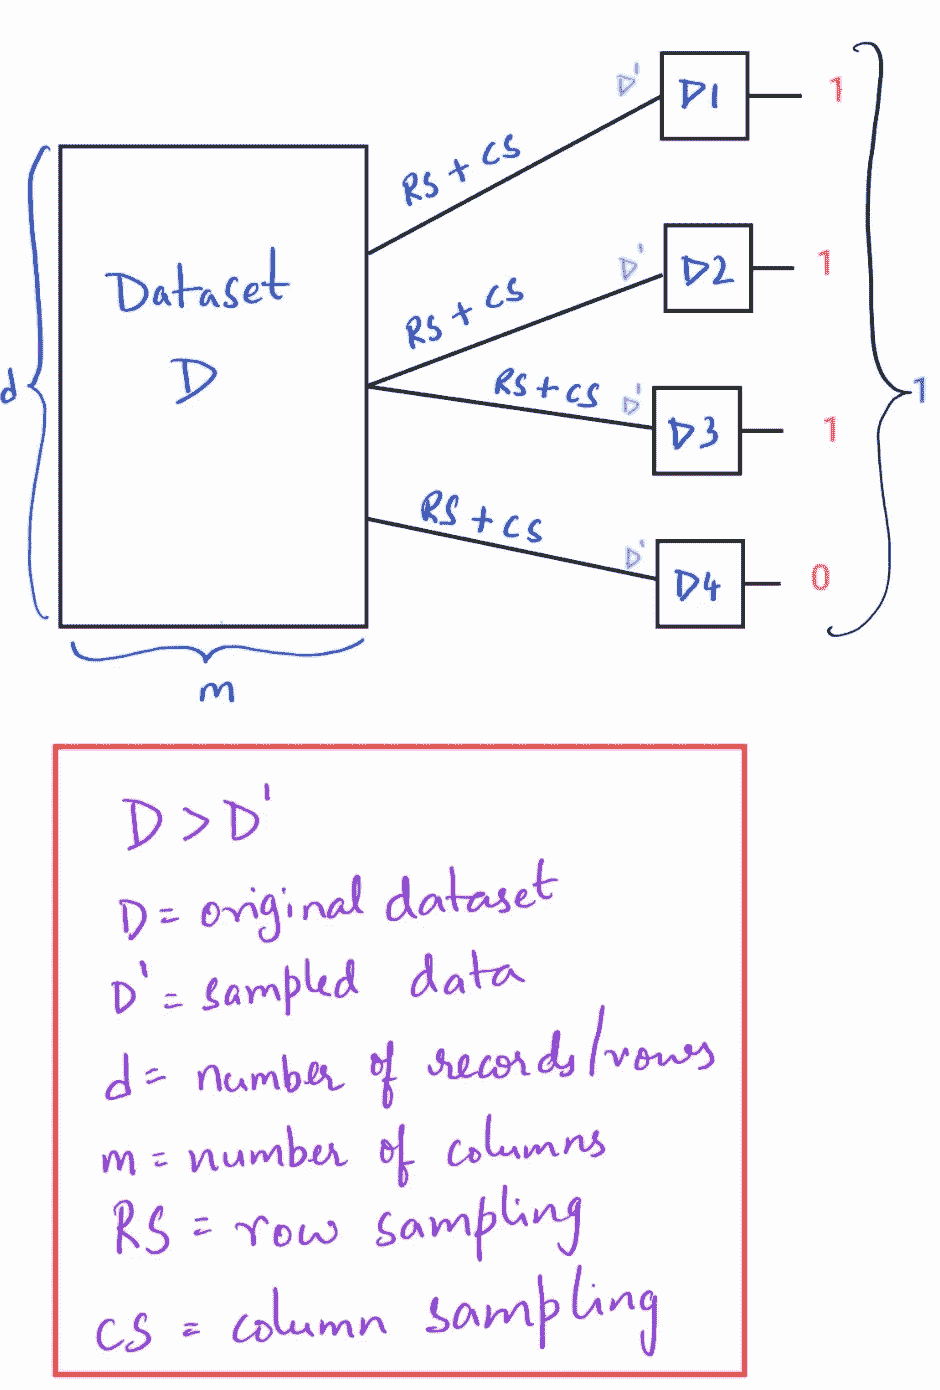 D' D1 1
RS + CS
Dataset
D
d
D' D2 1
RS + CS
RS + CS D' D3 1
1
RS + CS
D' D4 0
m
D > D'
D = original dataset
D' = sampled data
d = number of records/rows
m = number of columns
RS = row sampling
CS = column sampling